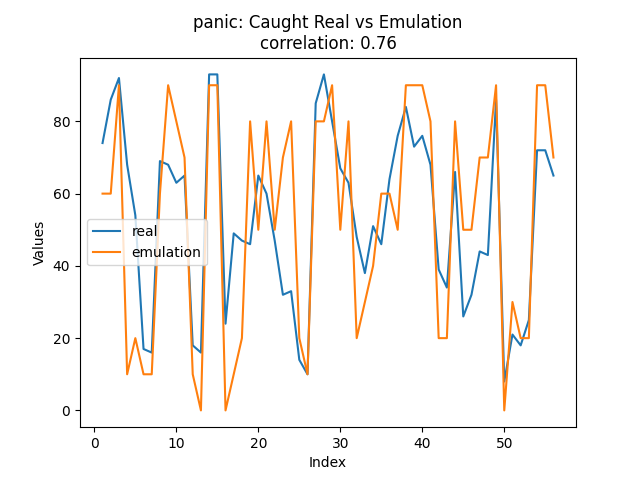 panic: Caught Real vs Emulation
correlation: 0.76
Values
80
60
40
20
0
real
emulation
0
10
20
30
40
50
Index